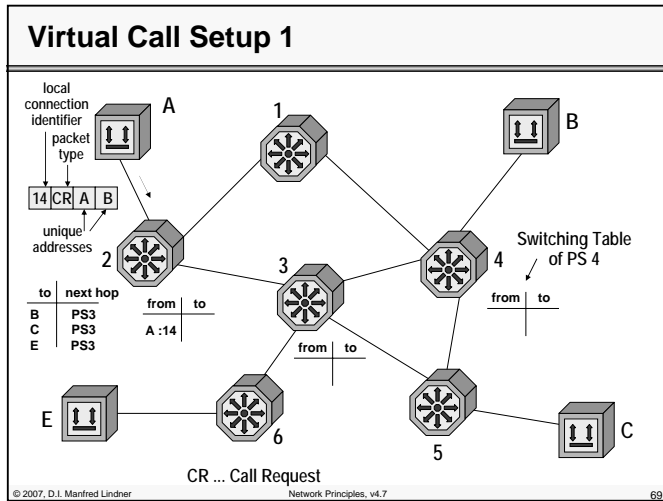 Virtual Call Setup 1
local
connection
identifier
packet
type
A
1
B
14 CR A B
unique
addresses
2
3
4
Switching Table
of PS 4
to next hop
B PS3
C PS3
E PS3
from to
A :14
from to
from to
E
6
5
C
CR ... Call Request
© 2007, D.I. Manfred Lindner Network Principles, v4.7 69